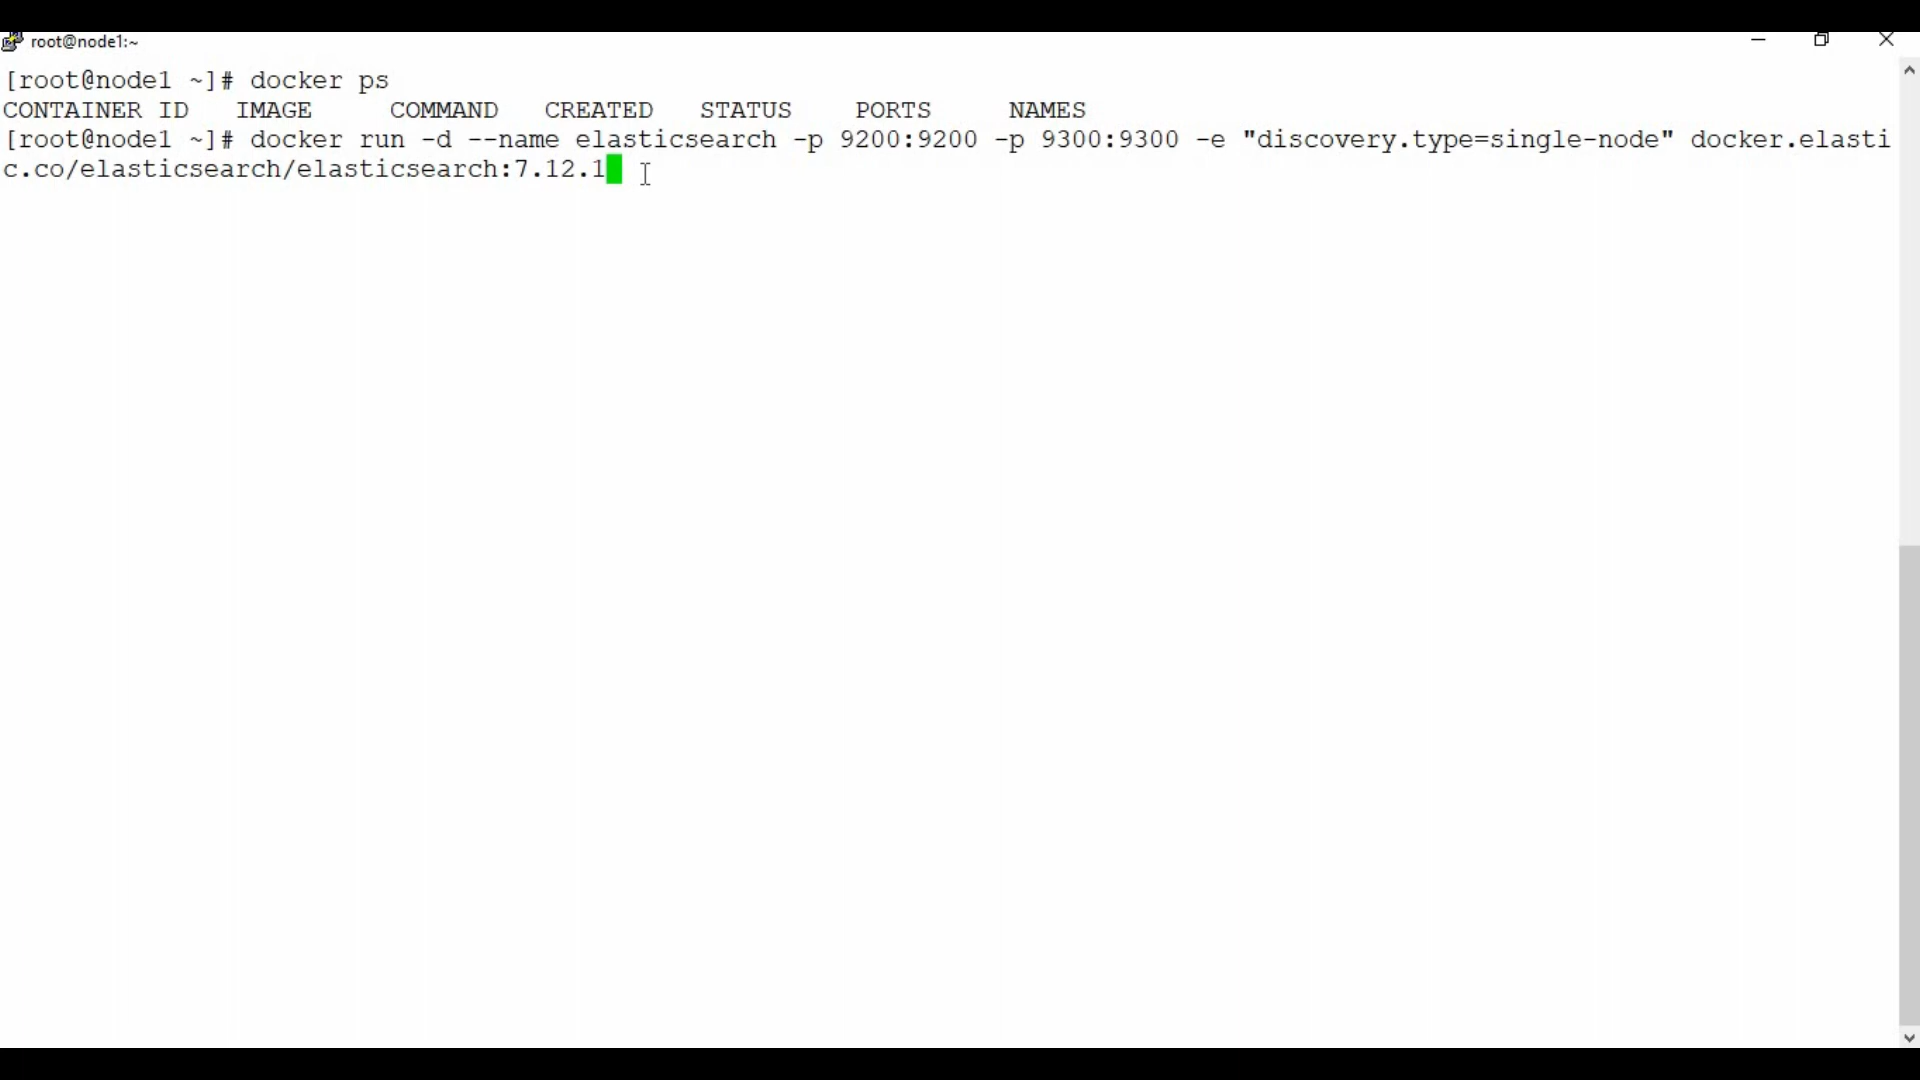 root@node1:~
[root@node1 ~]# docker ps
CONTAINER ID   IMAGE     COMMAND   CREATED   STATUS    PORTS     NAMES
[root@node1 ~]# docker run -d --name elasticsearch -p 9200:9200 -p 9300:9300 -e "discovery.type=single-node" docker.elasti
c.co/elasticsearch/elasticsearch:7.12.1